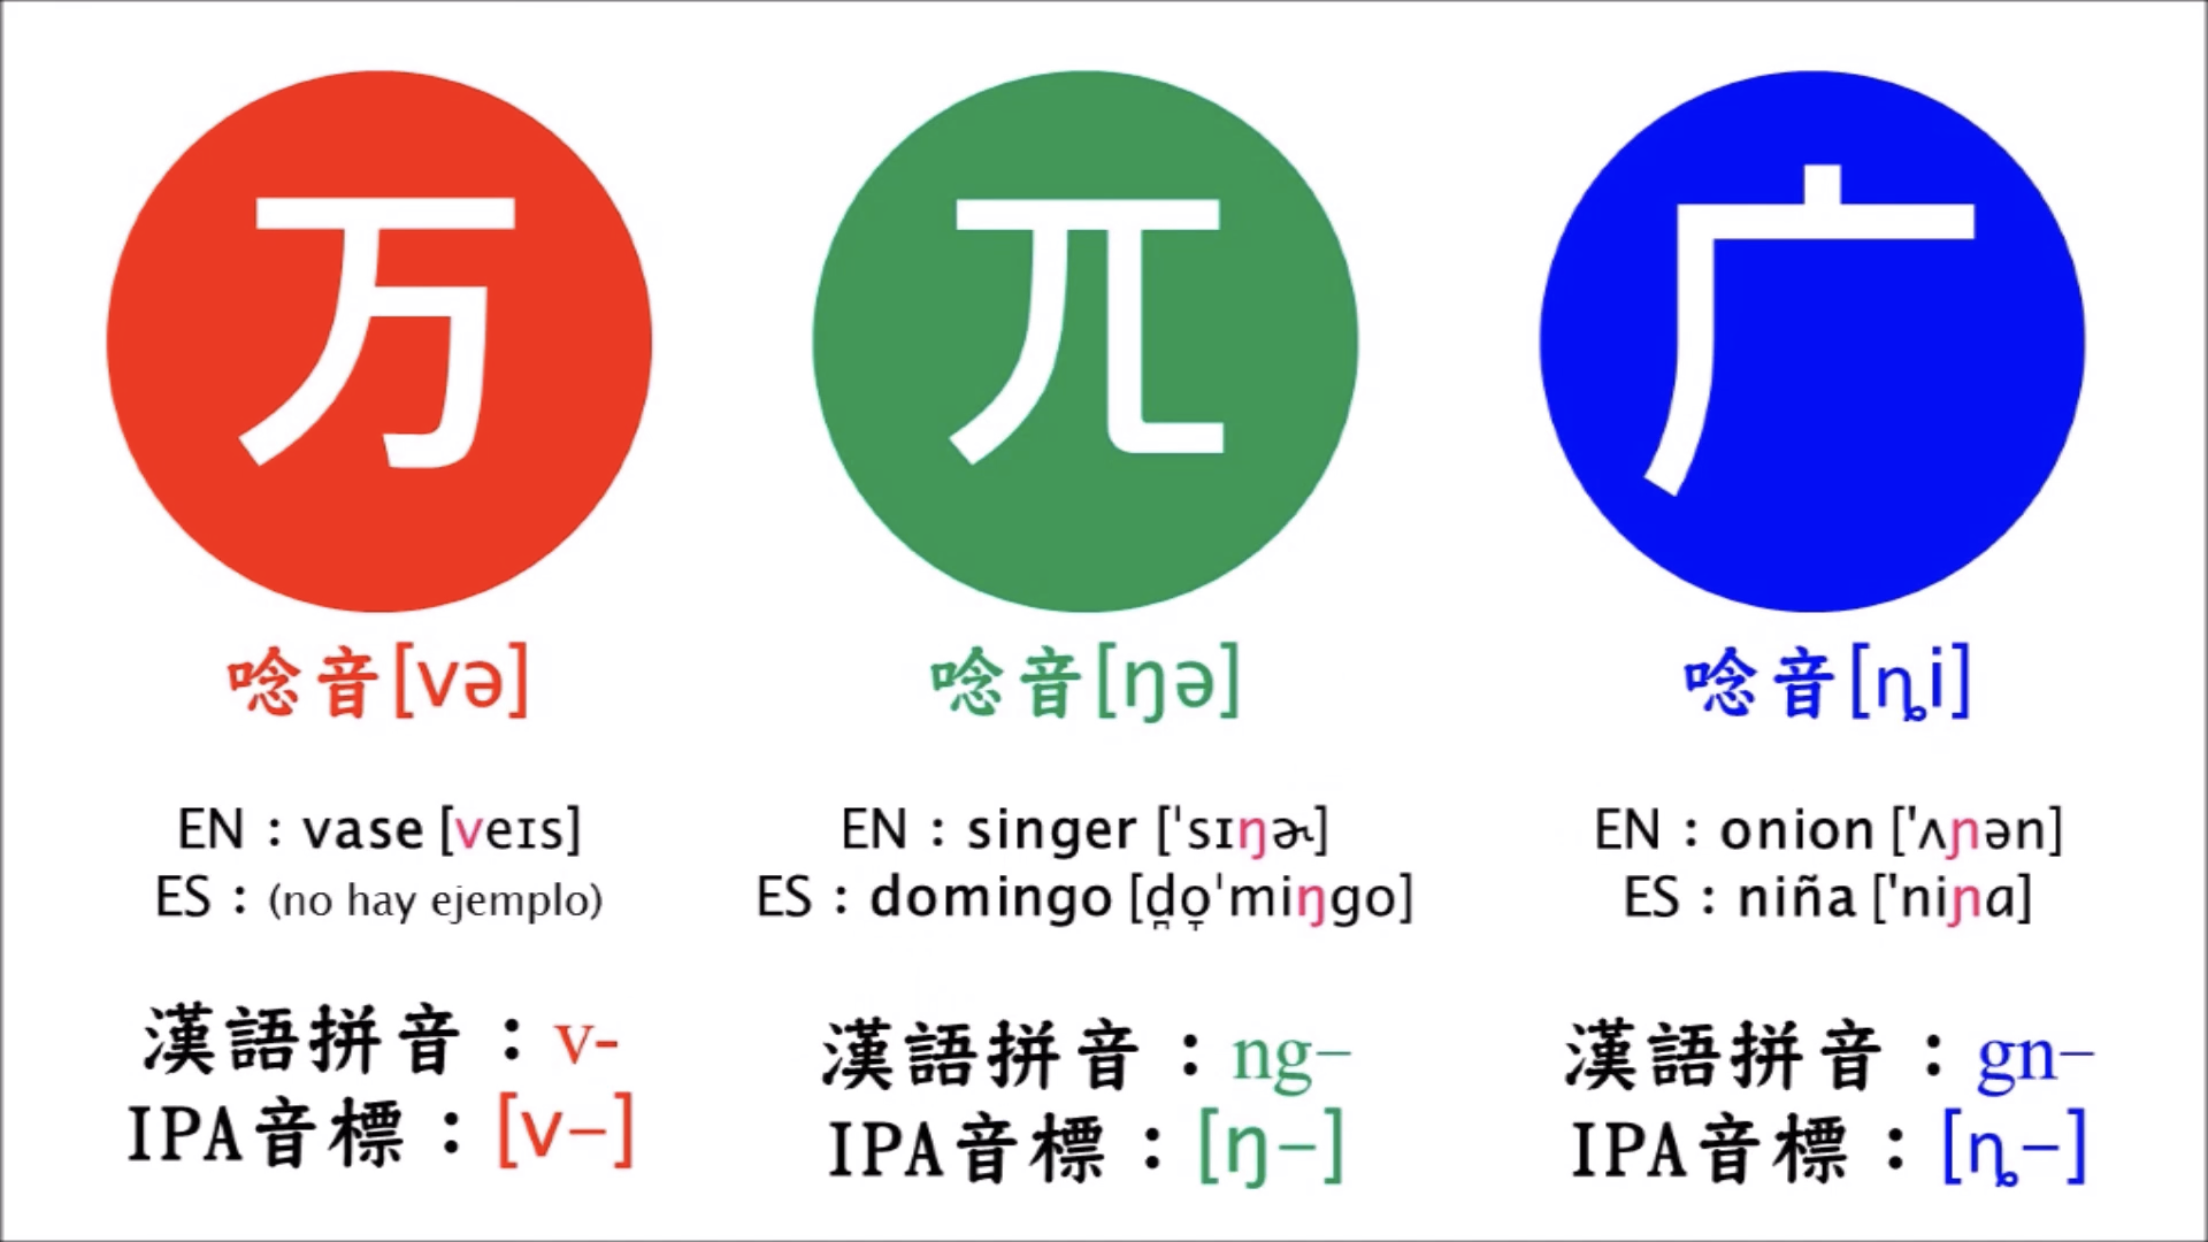 万
兀
广
唸音[və]
唸音[ŋə]
唸音[ȵi]
EN：vase [veɪs]
ES：(no hay ejemplo)
EN：singer [ˈsɪŋɚ]
ES：domingo [d̪o̞ˈmiŋgo]
EN：onion [ˈʌɲən]
ES：niña [ˈniɲɑ]
漢語拼音：v-
IPA音標：[v–]
漢語拼音：ng–
IPA音標：[ŋ–]
漢語拼音：gn–
IPA音標：[ȵ–]